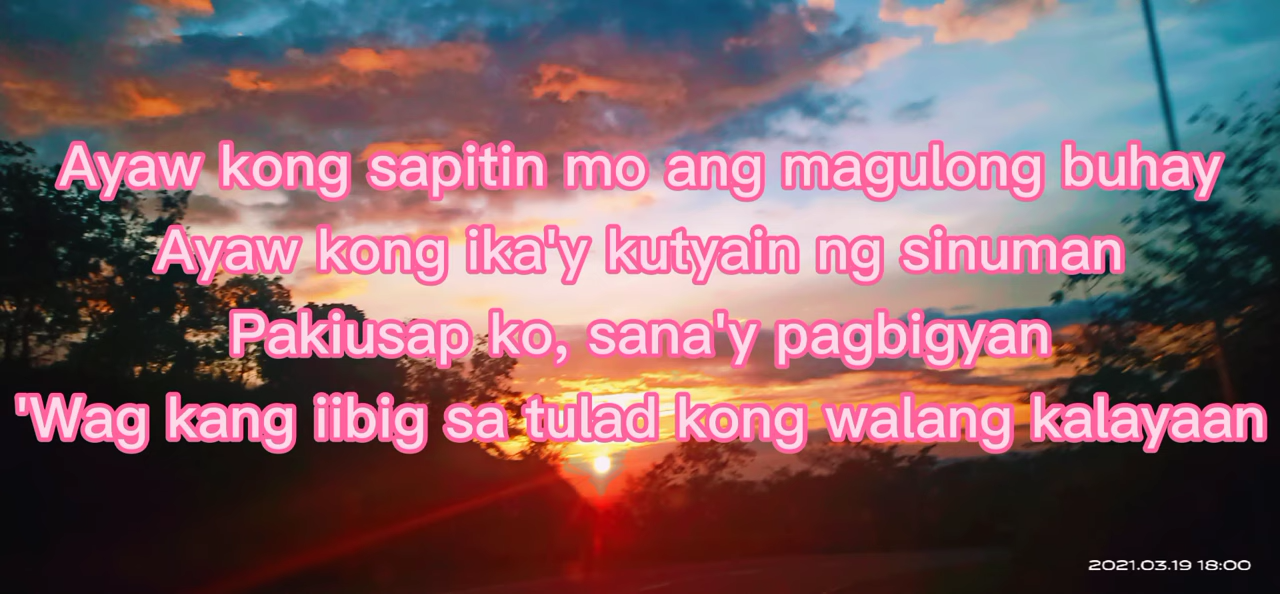 Ayaw kong sapitin mo ang magulong buhay
Ayaw kong ika'y kutyain ng sinuman
Pakiusap ko, sana'y pagbigyan
'Wag kang iibig sa tulad kong walang kalayaan
2021.03.19 18:00